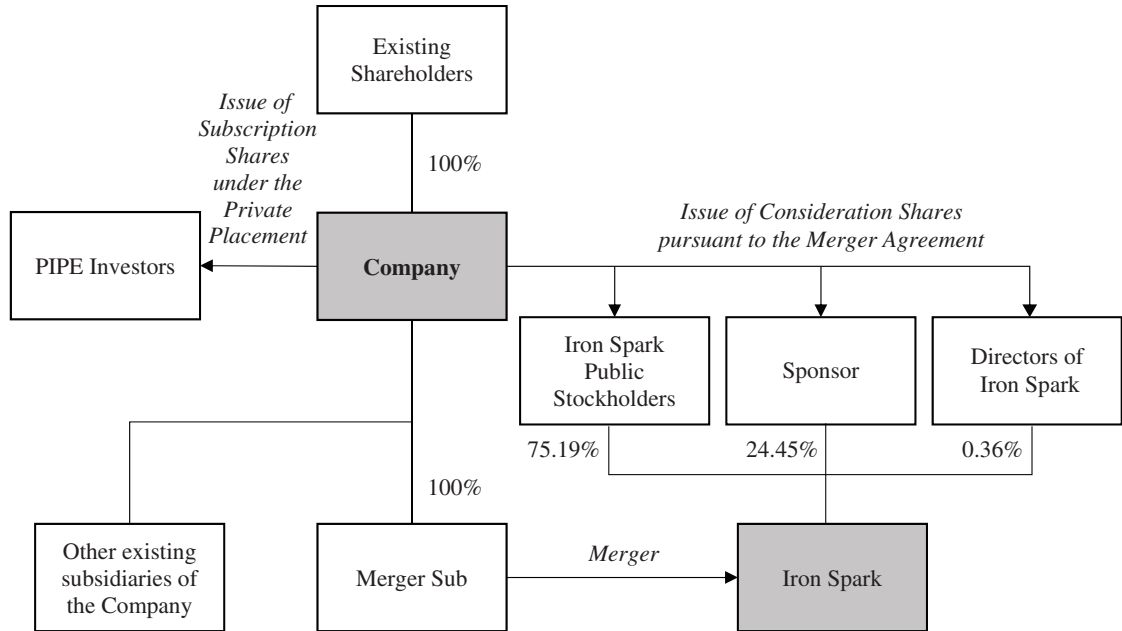 Existing
Shareholders
Issue of
Subscription
Shares
under the
Private
Placement
100%
PIPE Investors
Company
Issue of Consideration Shares
pursuant to the Merger Agreement
Iron Spark
Public
Stockholders
Sponsor
Directors of
Iron Spark
75.19%
24.45%
0.36%
100%
Other existing
subsidiaries of
the Company
Merger Sub
Merger
Iron Spark